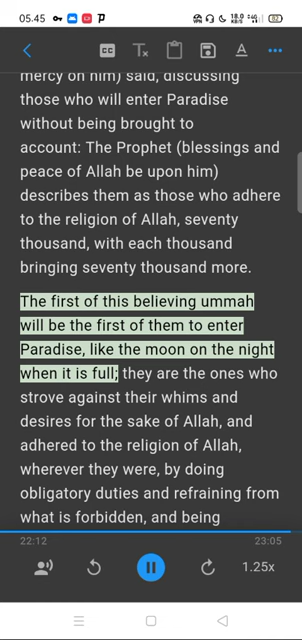 05.45
18.0 KB/S
4G
82
CC
mercy on him) said, discussing
those who will enter Paradise
without being brought to
account: The Prophet (blessings and
peace of Allah be upon him)
describes them as those who adhere
to the religion of Allah, seventy
thousand, with each thousand
bringing seventy thousand more.
The first of this believing ummah
will be the first of them to enter
Paradise, like the moon on the night
when it is full; they are the ones who
strove against their whims and
desires for the sake of Allah, and
adhered to the religion of Allah,
wherever they were, by doing
obligatory duties and refraining from
what is forbidden, and being
22:12
23:05
1.25x